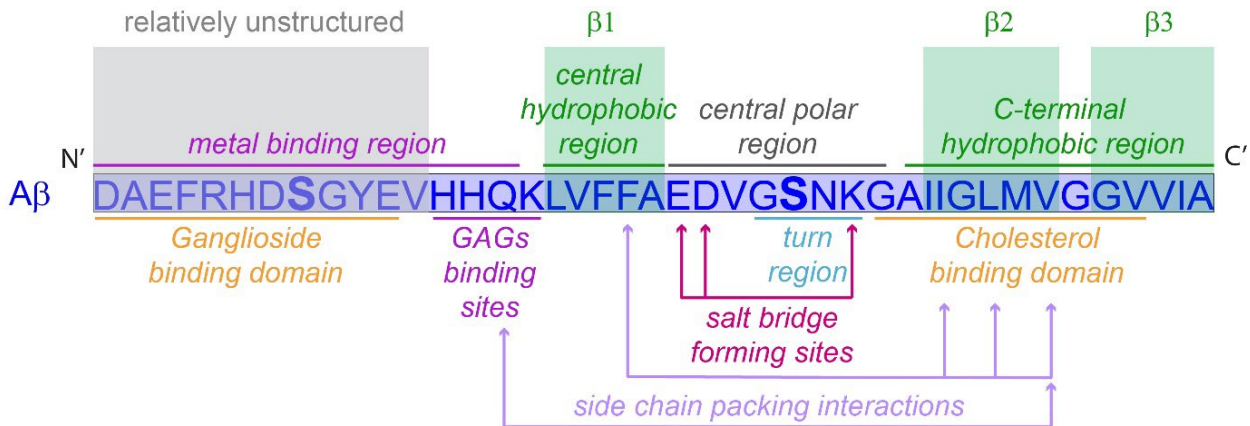 relatively unstructured
β1
β2
β3
central
hydrophobic
region
central polar
region
C-terminal
hydrophobic region
metal binding region
N'
C'
Aβ
DAEFRHDSGYEVHHQKLVFFAEDVGSNKGAIIGLMVGGVVIA
Ganglioside
binding domain
GAGs
binding
sites
turn
region
Cholesterol
binding domain
salt bridge
forming sites
side chain packing interactions